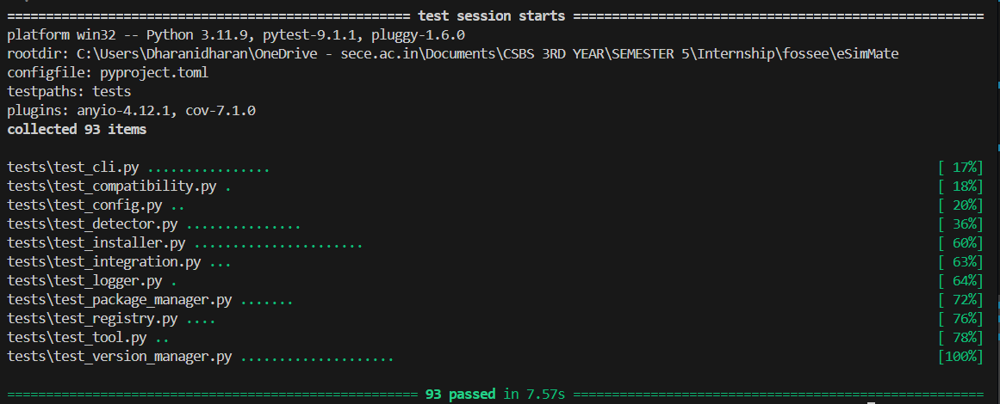 ==================================================== test session starts ====================================================
platform win32 -- Python 3.11.9, pytest-9.1.1, pluggy-1.6.0
rootdir: C:\Users\Dharanidharan\OneDrive - sece.ac.in\Documents\CSBS 3RD YEAR\SEMESTER 5\Internship\fossee\eSimMate
configfile: pyproject.toml
testpaths: tests
plugins: anyio-4.12.1, cov-7.1.0
collected 93 items
tests\test_cli.py ................ [ 17%]
tests\test_compatibility.py . [ 18%]
tests\test_config.py .. [ 20%]
tests\test_detector.py ............... [ 36%]
tests\test_installer.py ...................... [ 60%]
tests\test_integration.py ... [ 63%]
tests\test_logger.py . [ 64%]
tests\test_package_manager.py ....... [ 72%]
tests\test_registry.py .... [ 76%]
tests\test_tool.py .. [ 78%]
tests\test_version_manager.py .................... [100%]
===================================================== 93 passed in 7.57s =====================================================